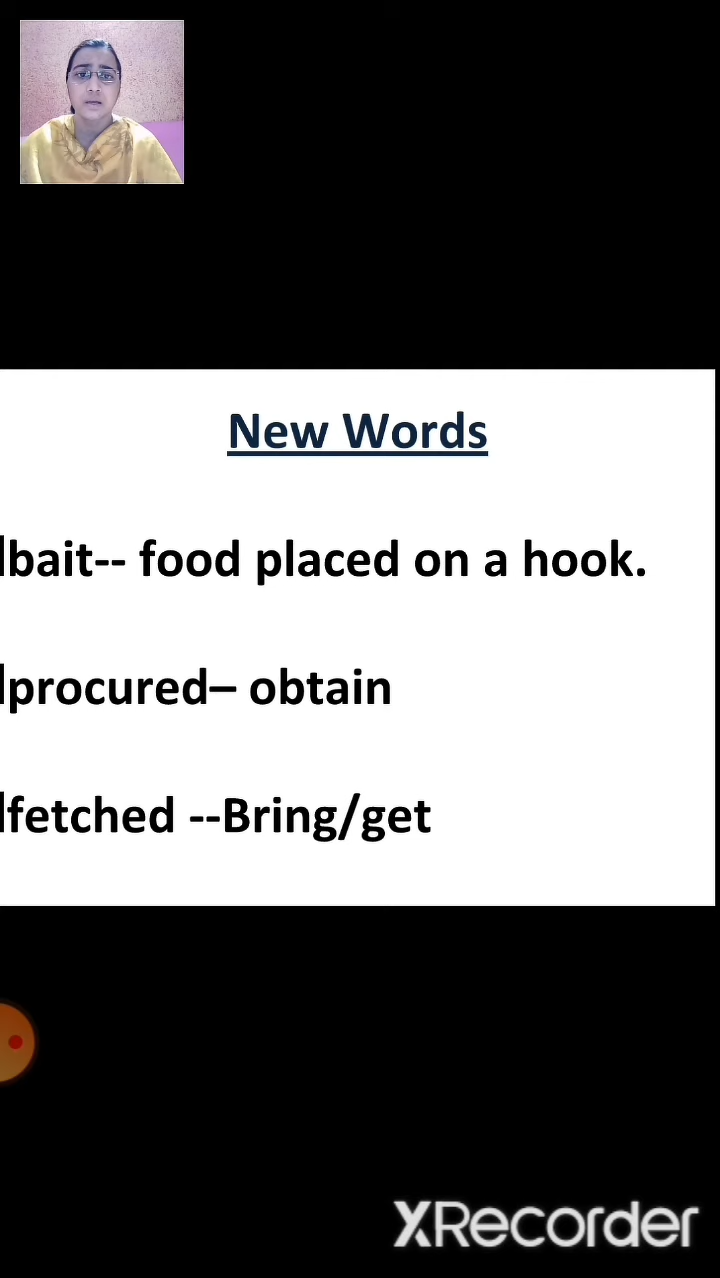 New Words
bait-- food placed on a hook.
procured– obtain
fetched --Bring/get
XRecorder